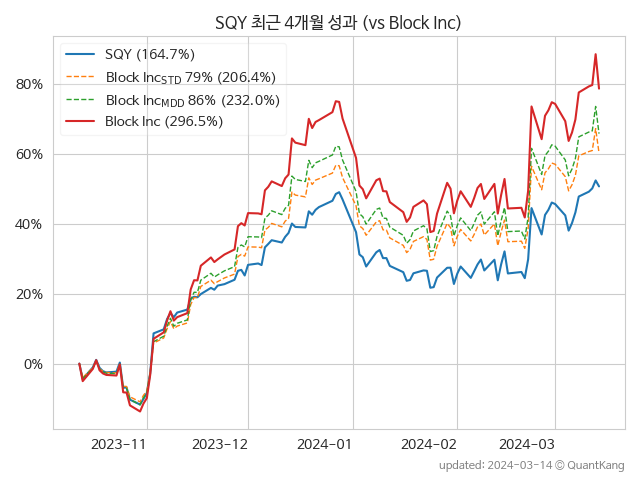 SQY 최근 4개월 성과 (vs Block Inc)
SQY (164.7%)
Block Inc_STD 79% (206.4%)
Block Inc_MDD 86% (232.0%)
Block Inc (296.5%)
80%
60%
40%
20%
0%
2023-11
2023-12
2024-01
2024-02
2024-03
updated: 2024-03-14 © QuantKang